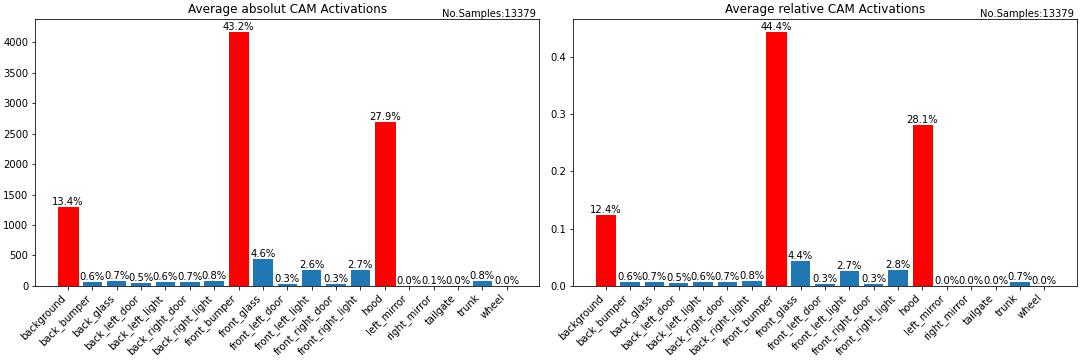 Average absolut CAM Activations
No.Samples:13379
4000
3500
3000
2500
2000
1500
1000
500
0
13.4%
0.6%
0.7%
0.5%
0.6%
0.7%
0.8%
43.2%
4.6%
0.3%
2.6%
0.3%
2.7%
27.9%
0.0%
0.1%
0.0%
0.8%
0.0%
background
back_bumper
back_glass
back_left_door
back_left_light
back_right_door
back_right_light
front_bumper
front_glass
front_left_door
front_left_light
front_right_door
front_right_light
hood
left_mirror
right_mirror
tailgate
trunk
wheel
Average relative CAM Activations
No.Samples:13379
0.4
0.3
0.2
0.1
0.0
12.4%
0.6%
0.7%
0.5%
0.6%
0.7%
0.8%
44.4%
4.4%
0.3%
2.7%
0.3%
2.8%
28.1%
0.0%
0.0%
0.0%
0.7%
0.0%
background
back_bumper
back_glass
back_left_door
back_left_light
back_right_door
back_right_light
front_bumper
front_glass
front_left_door
front_left_light
front_right_door
front_right_light
hood
left_mirror
right_mirror
tailgate
trunk
wheel